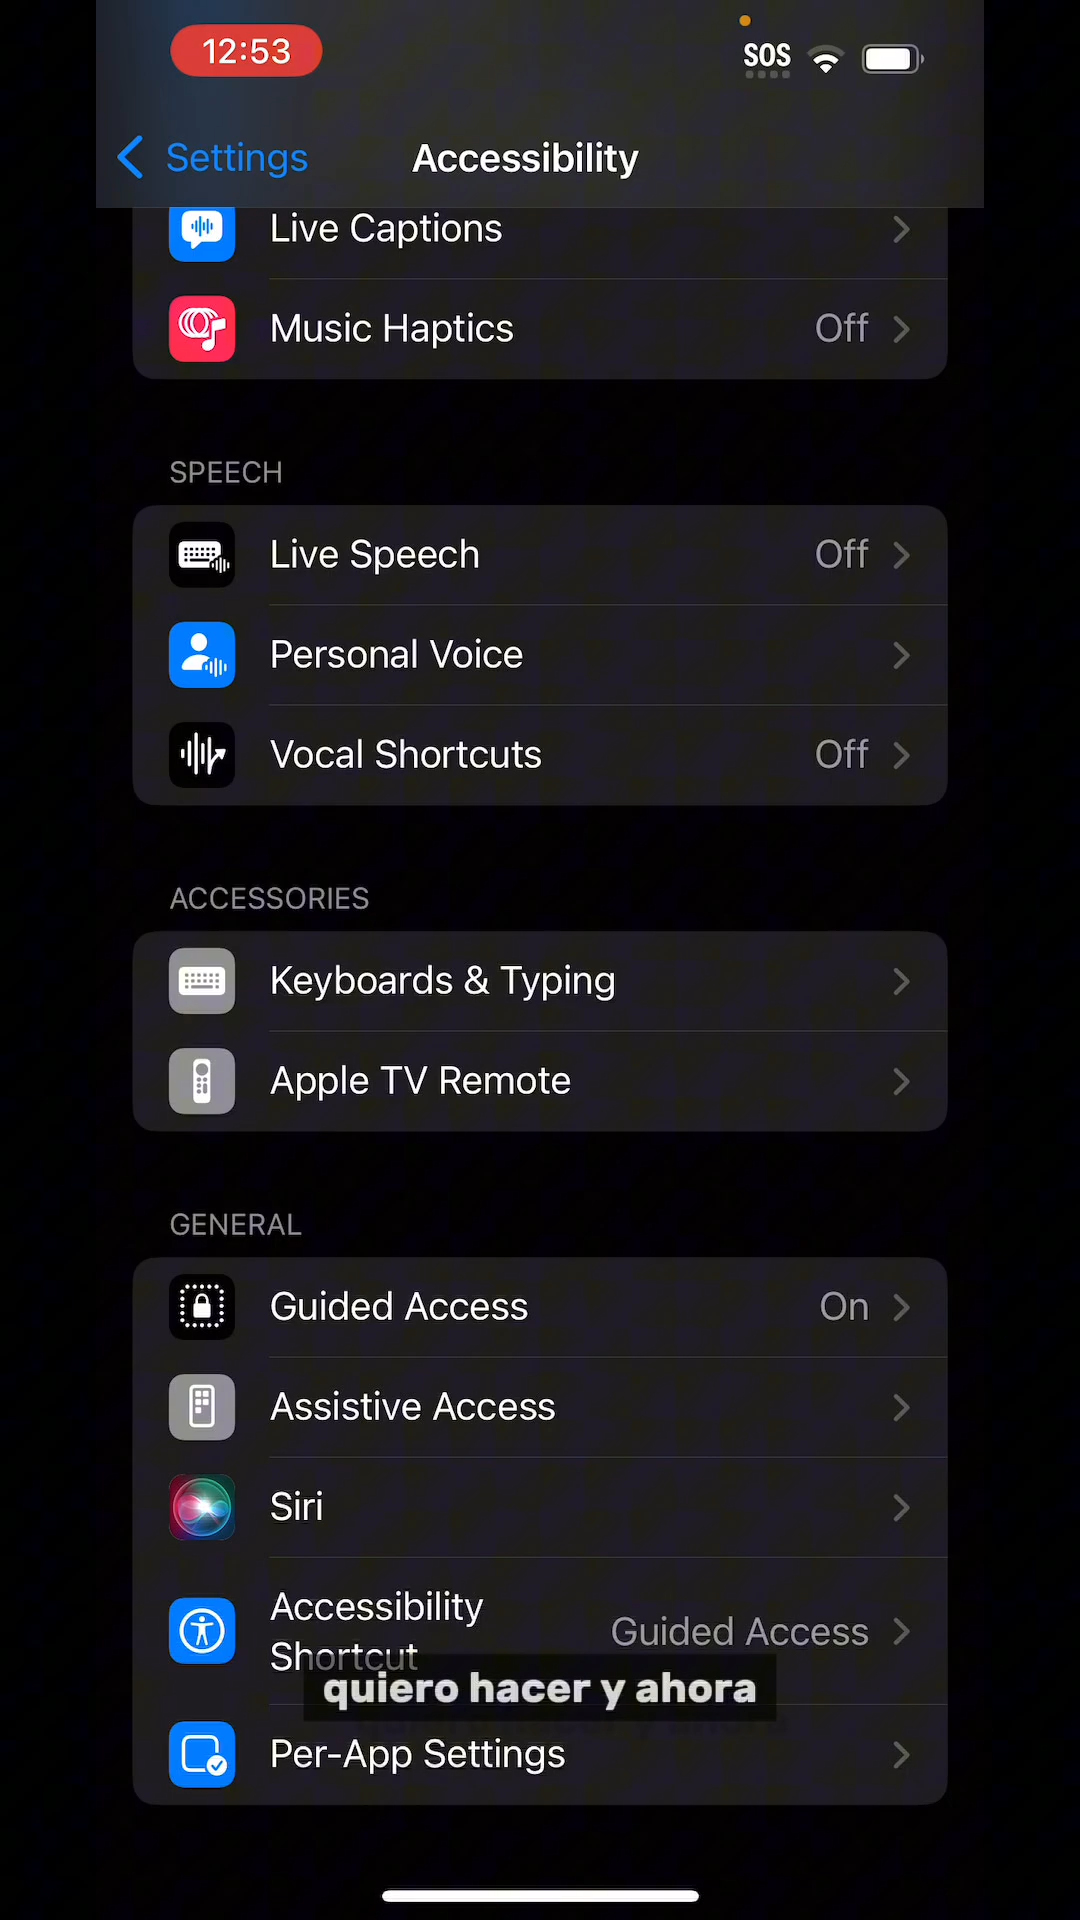 12:53
SOS
Settings
Accessibility
Live Captions
Music Haptics
Off
SPEECH
Live Speech
Off
Personal Voice
Vocal Shortcuts
Off
ACCESSORIES
Keyboards & Typing
Apple TV Remote
GENERAL
Guided Access
On
Assistive Access
Siri
Accessibility
Shortcut
Guided Access
quiero hacer y ahora
Per-App Settings